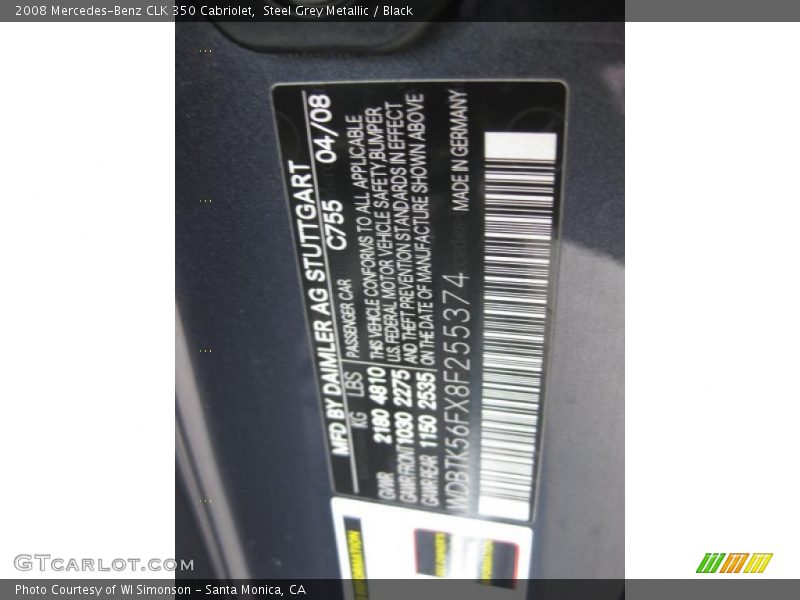 2008 Mercedes-Benz CLK 350 Cabriolet,  Steel Grey Metallic / Black
MFD BY DAIMLER AG STUTTGART
KG LBS C755 04/08
GVWR 2180 4810
GAWR FRONT 1030 2275
GAWR REAR 1150 2535
PASSENGER CAR
THIS VEHICLE CONFORMS TO ALL APPLICABLE
U.S. FEDERAL MOTOR VEHICLE SAFETY,BUMPER
AND THEFT PREVENTION STANDARDS IN EFFECT
ON THE DATE OF MANUFACTURE SHOWN ABOVE
WDBTK56FX8F255374 MADE IN GERMANY
GTCARLOT.COM
Photo Courtesy of WI Simonson - Santa Monica, CA